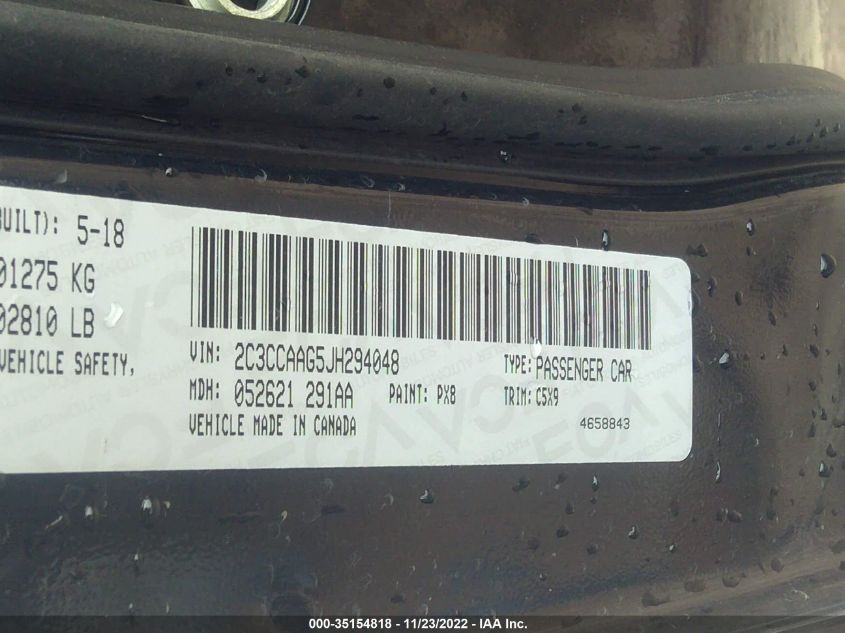 BUILT): 5-18
01275 KG
02810 LB
VEHICLE SAFETY,
VIN: 2C3CCAAG5JH294048 TYPE: PASSENGER CAR
MDH: 052621 291AA PAINT: PX8 TRIM: C5X9
VEHICLE MADE IN CANADA 4658843
000-35154818 - 11/23/2022 - IAA Inc.